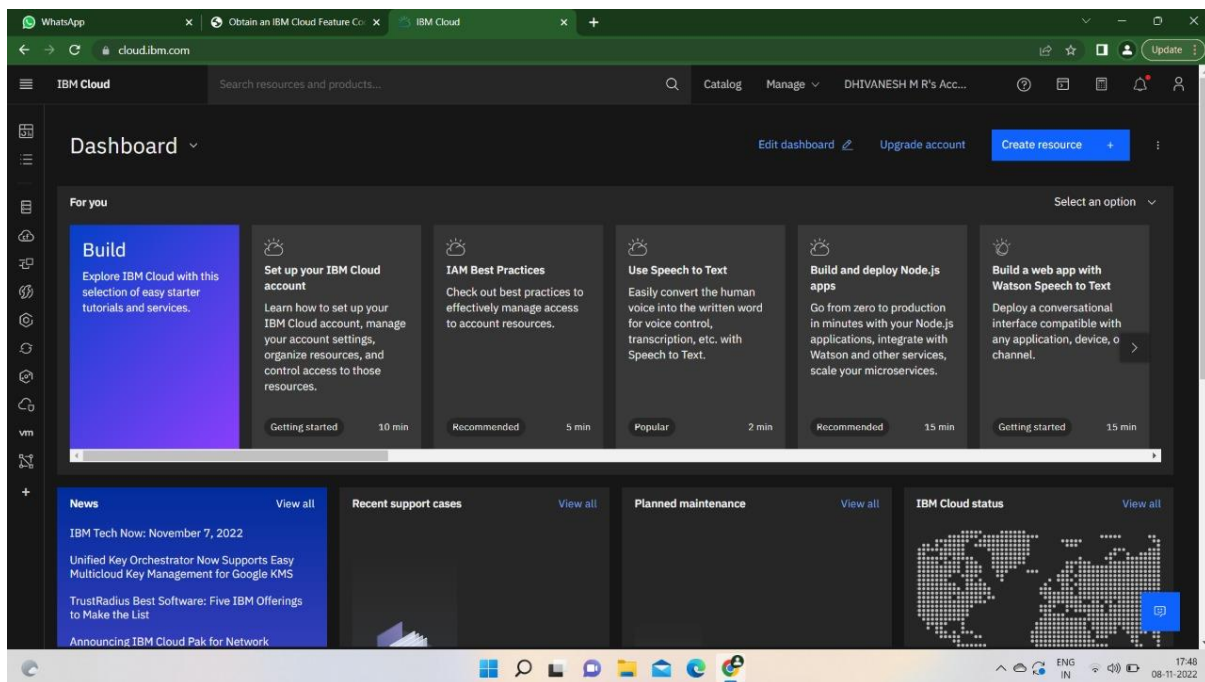 WhatsApp
Obtain an IBM Cloud Feature Co
IBM Cloud
cloud.ibm.com
Update
IBM Cloud
Search resources and products...
Catalog
Manage
DHIVANESH M R's Acc...
Dashboard
Edit dashboard
Upgrade account
Create resource +
For you
Select an option
Build
Explore IBM Cloud with this
selection of easy starter
tutorials and services.
Set up your IBM Cloud
account
Learn how to set up your
IBM Cloud account, manage
your account settings,
organize resources, and
control access to those
resources.
Getting started
10 min
IAM Best Practices
Check out best practices to
effectively manage access
to account resources.
Recommended
5 min
Use Speech to Text
Easily convert the human
voice into the written word
for voice control,
transcription, etc. with
Speech to Text.
Popular
2 min
Build and deploy Node.js
apps
Go from zero to production
in minutes with your Node.js
applications, integrate with
Watson and other services,
scale your microservices.
Recommended
15 min
Build a web app with
Watson Speech to Text
Deploy a conversational
interface compatible with
any application, device, o
channel.
Getting started
15 min
vm
News
View all
IBM Tech Now: November 7, 2022
Unified Key Orchestrator Now Supports Easy
Multicloud Key Management for Google KMS
TrustRadius Best Software: Five IBM Offerings
to Make the List
Announcing IBM Cloud Pak for Network
Recent support cases
View all
Planned maintenance
View all
IBM Cloud status
View all
ENG
IN
17:48
08-11-2022